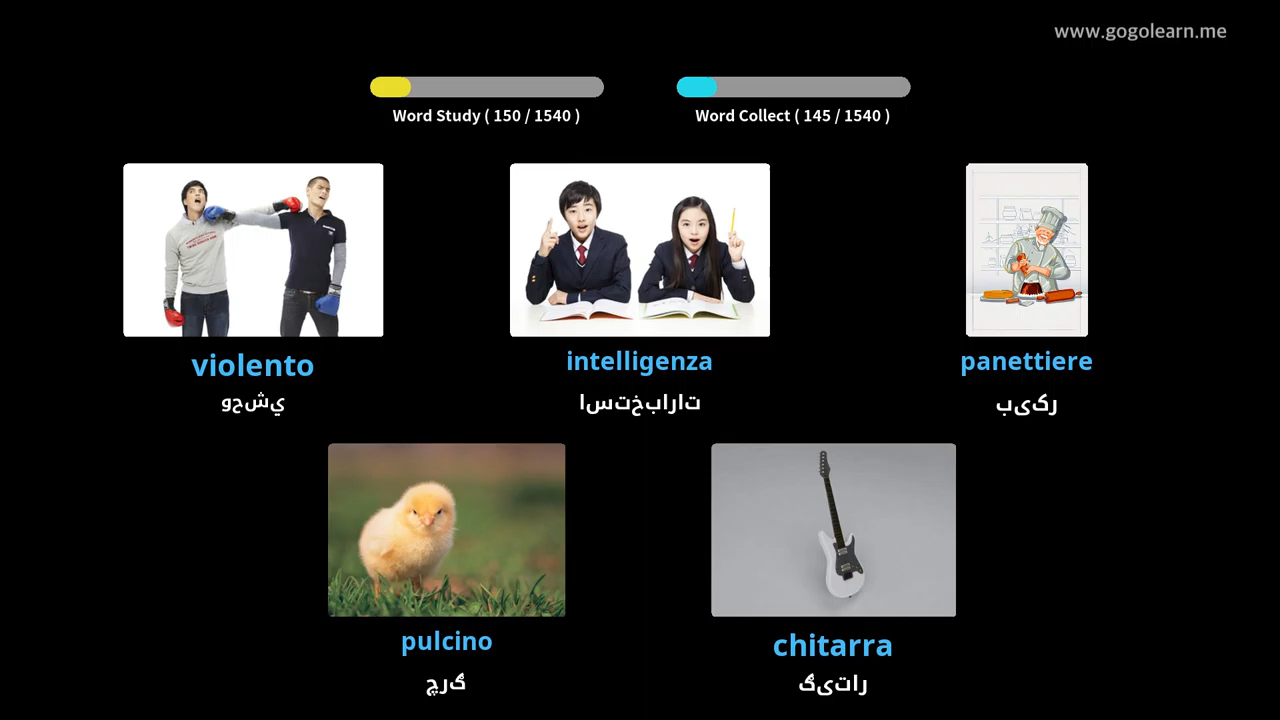 www.gogolearn.me
Word Study ( 150 / 1540 )
Word Collect ( 145 / 1540 )
violento
يشحو
intelligenza
تارابختسا
panettiere
رکیب
pulcino
گرچ
chitarra
راتیگ